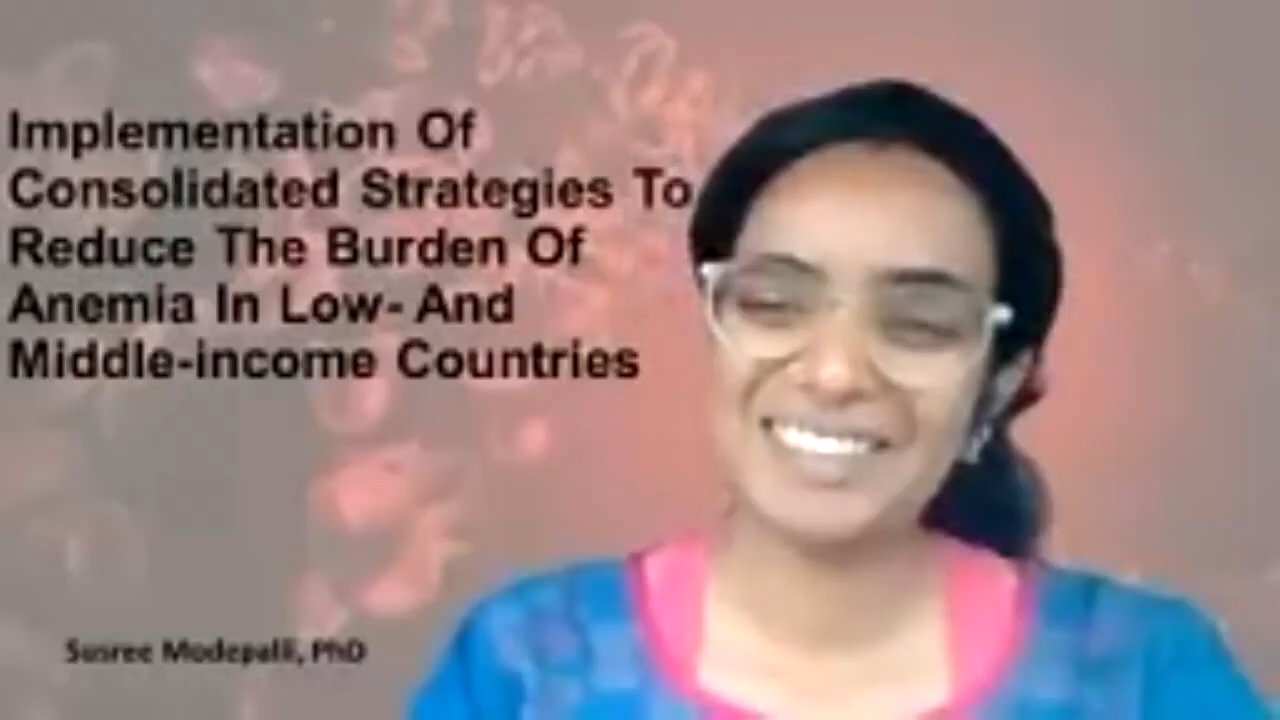 Implementation Of
Consolidated Strategies To
Reduce The Burden Of
Anemia In Low- And
Middle-income Countries
Susree Modepalli, PhD